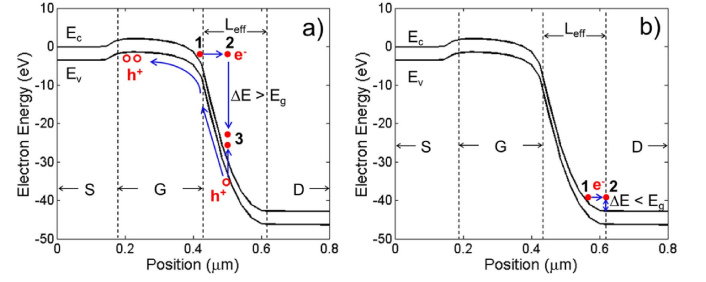 10
0
-10
-20
-30
-40
-50
Electron Energy (eV)
E_c
E_v
h⁺
1
2
e⁻
L_eff
a)
ΔE > E_g
3
h⁺
S
G
D
0
0.2
0.4
0.6
0.8
Position (μm)
10
0
-10
-20
-30
-40
-50
Electron Energy (eV)
E_c
E_v
L_eff
b)
S
G
D
1
e⁻
2
ΔE < E_g
0
0.2
0.4
0.6
0.8
Position (μm)